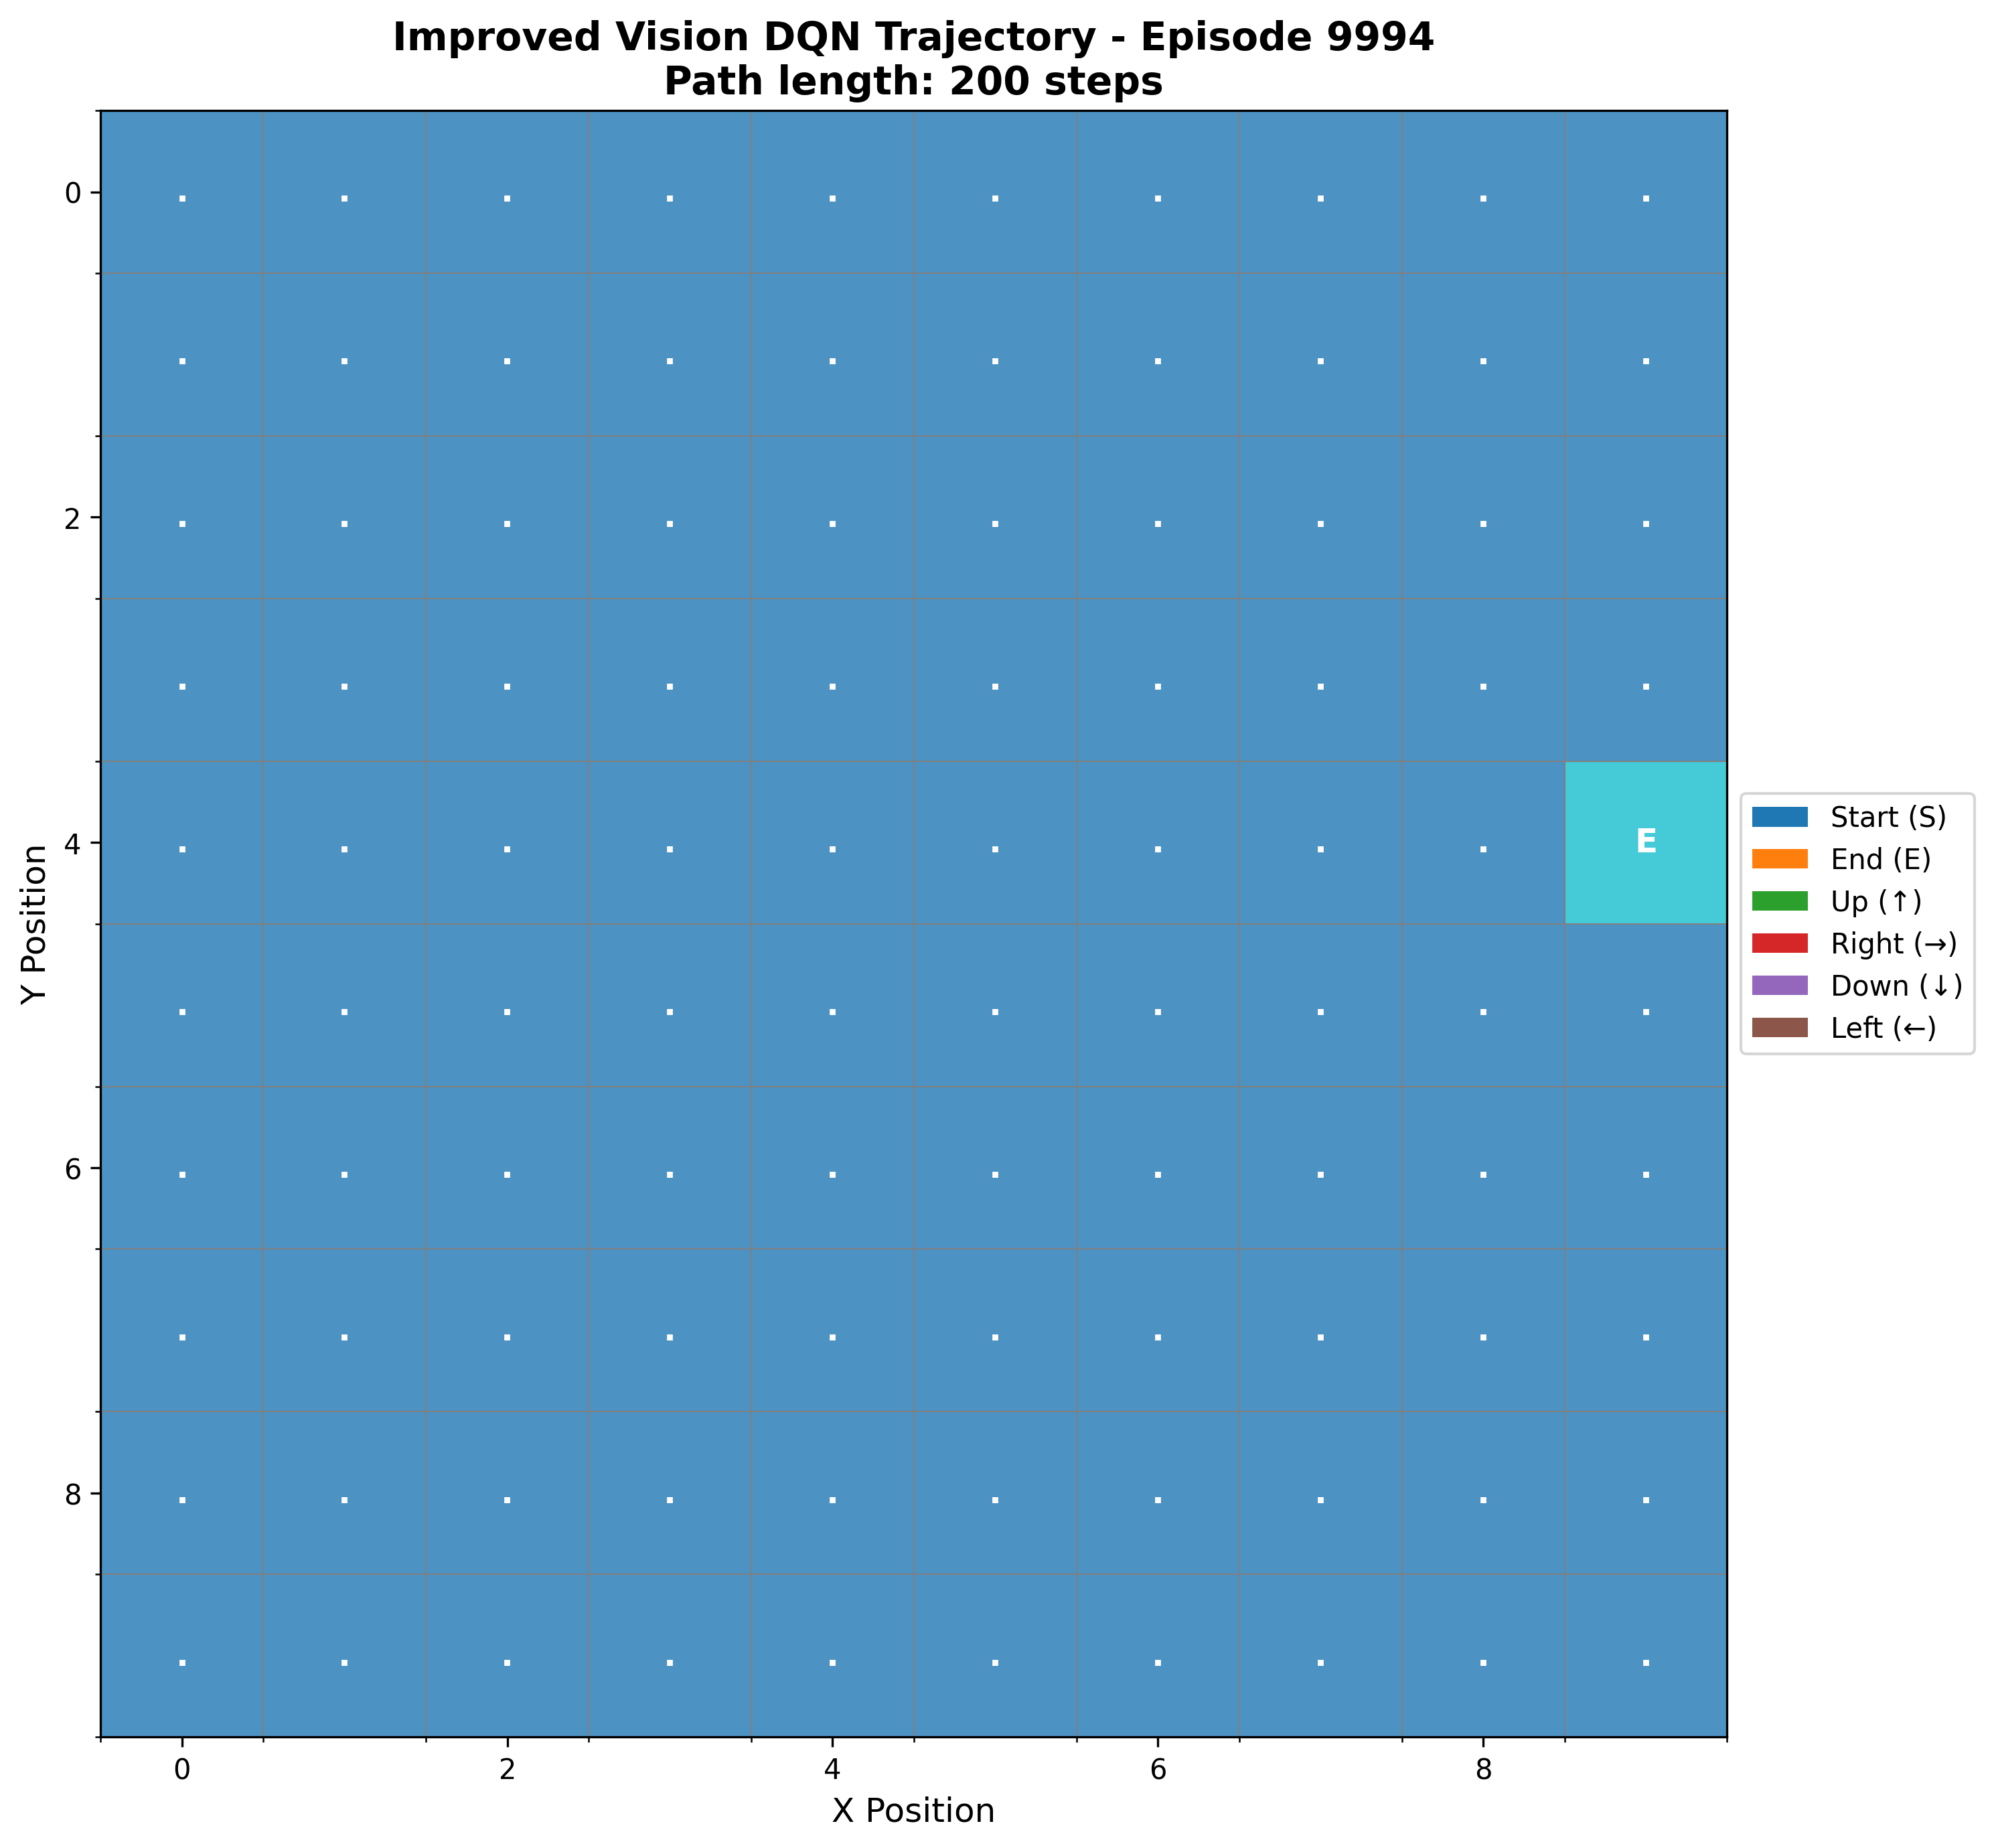 Improved Vision DQN Trajectory - Episode 9994
Path length: 200 steps
0
2
4
6
8
Y Position
E
Start (S)
End (E)
Up (↑)
Right (→)
Down (↓)
Left (←)
0
2
4
6
8
X Position